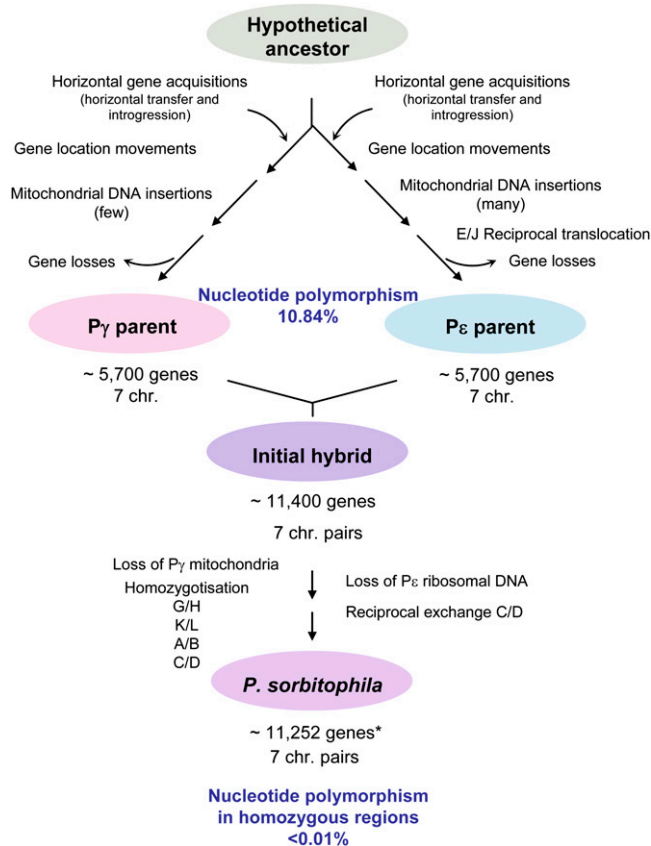 Hypothetical
ancestor
Horizontal gene acquisitions
(horizontal transfer and
introgression)
Horizontal gene acquisitions
(horizontal transfer and
introgression)
Gene location movements
Gene location movements
Mitochondrial DNA insertions
(few)
Mitochondrial DNA insertions
(many)
E/J Reciprocal translocation
Gene losses
Gene losses
Nucleotide polymorphism
10.84%
Pγ parent
Pε parent
~ 5,700 genes
7 chr.
~ 5,700 genes
7 chr.
Initial hybrid
~ 11,400 genes
7 chr. pairs
Loss of Pγ mitochondria
Homozygotisation
G/H
K/L
A/B
C/D
Loss of Pε ribosomal DNA
Reciprocal exchange C/D
P. sorbitophila
~ 11,252 genes*
7 chr. pairs
Nucleotide polymorphism
in homozygous regions
<0.01%